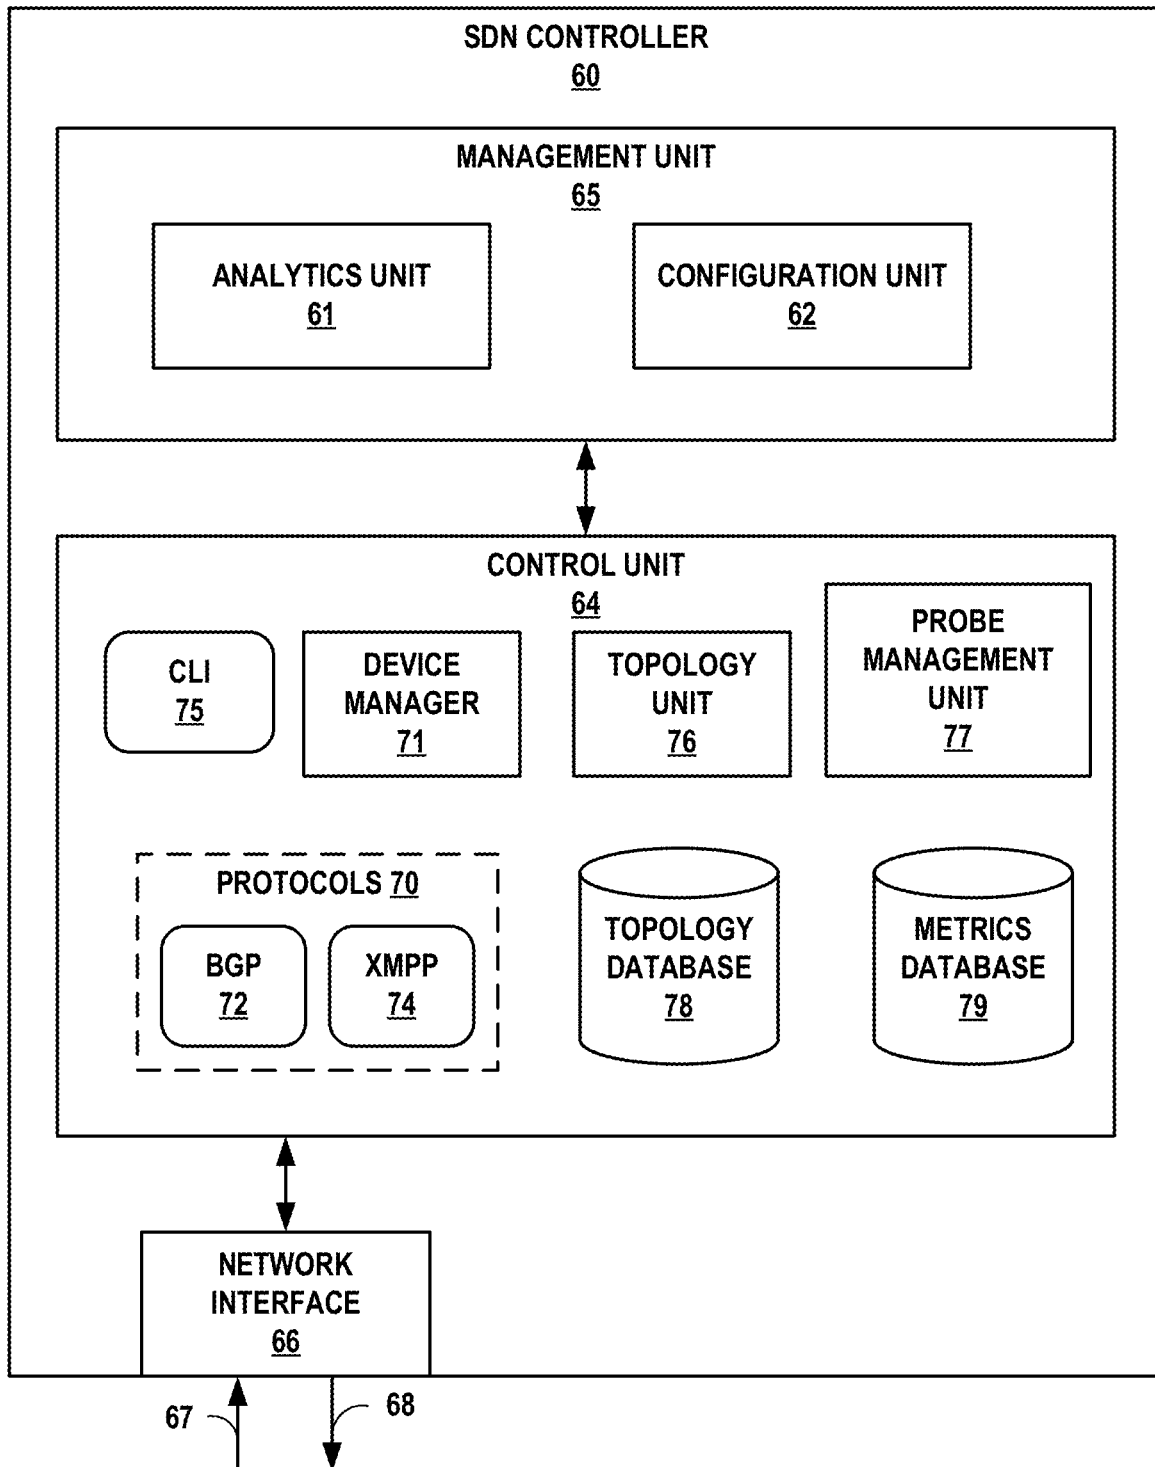 SDN CONTROLLER
60
MANAGEMENT UNIT
65
ANALYTICS UNIT
61
CONFIGURATION UNIT
62
CONTROL UNIT
64
CLI
75
DEVICE
MANAGER
71
TOPOLOGY
UNIT
76
PROBE
MANAGEMENT
UNIT
77
PROTOCOLS 70
BGP
72
XMPP
74
TOPOLOGY
DATABASE
78
METRICS
DATABASE
79
NETWORK
INTERFACE
66
67
68